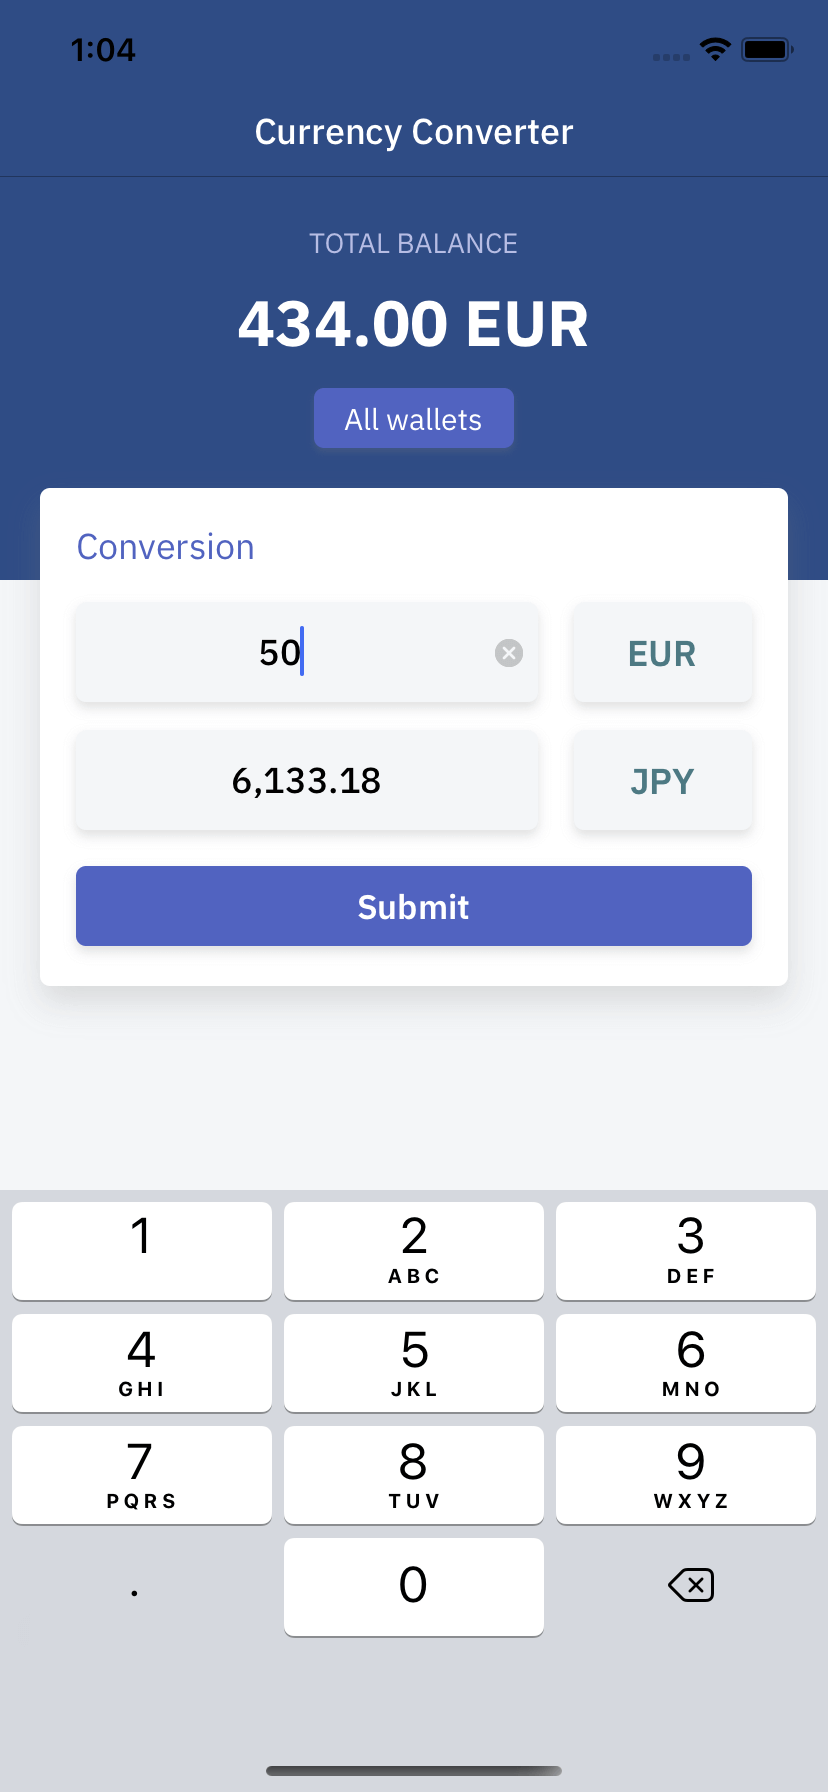 1:04
Currency Converter
TOTAL BALANCE
434.00 EUR
All wallets
Conversion
50 EUR
6,133.18 JPY
Submit
1 2 3
ABC DEF
4 5 6
GHI JKL MNO
7 8 9
PQRS TUV WXYZ
. 0